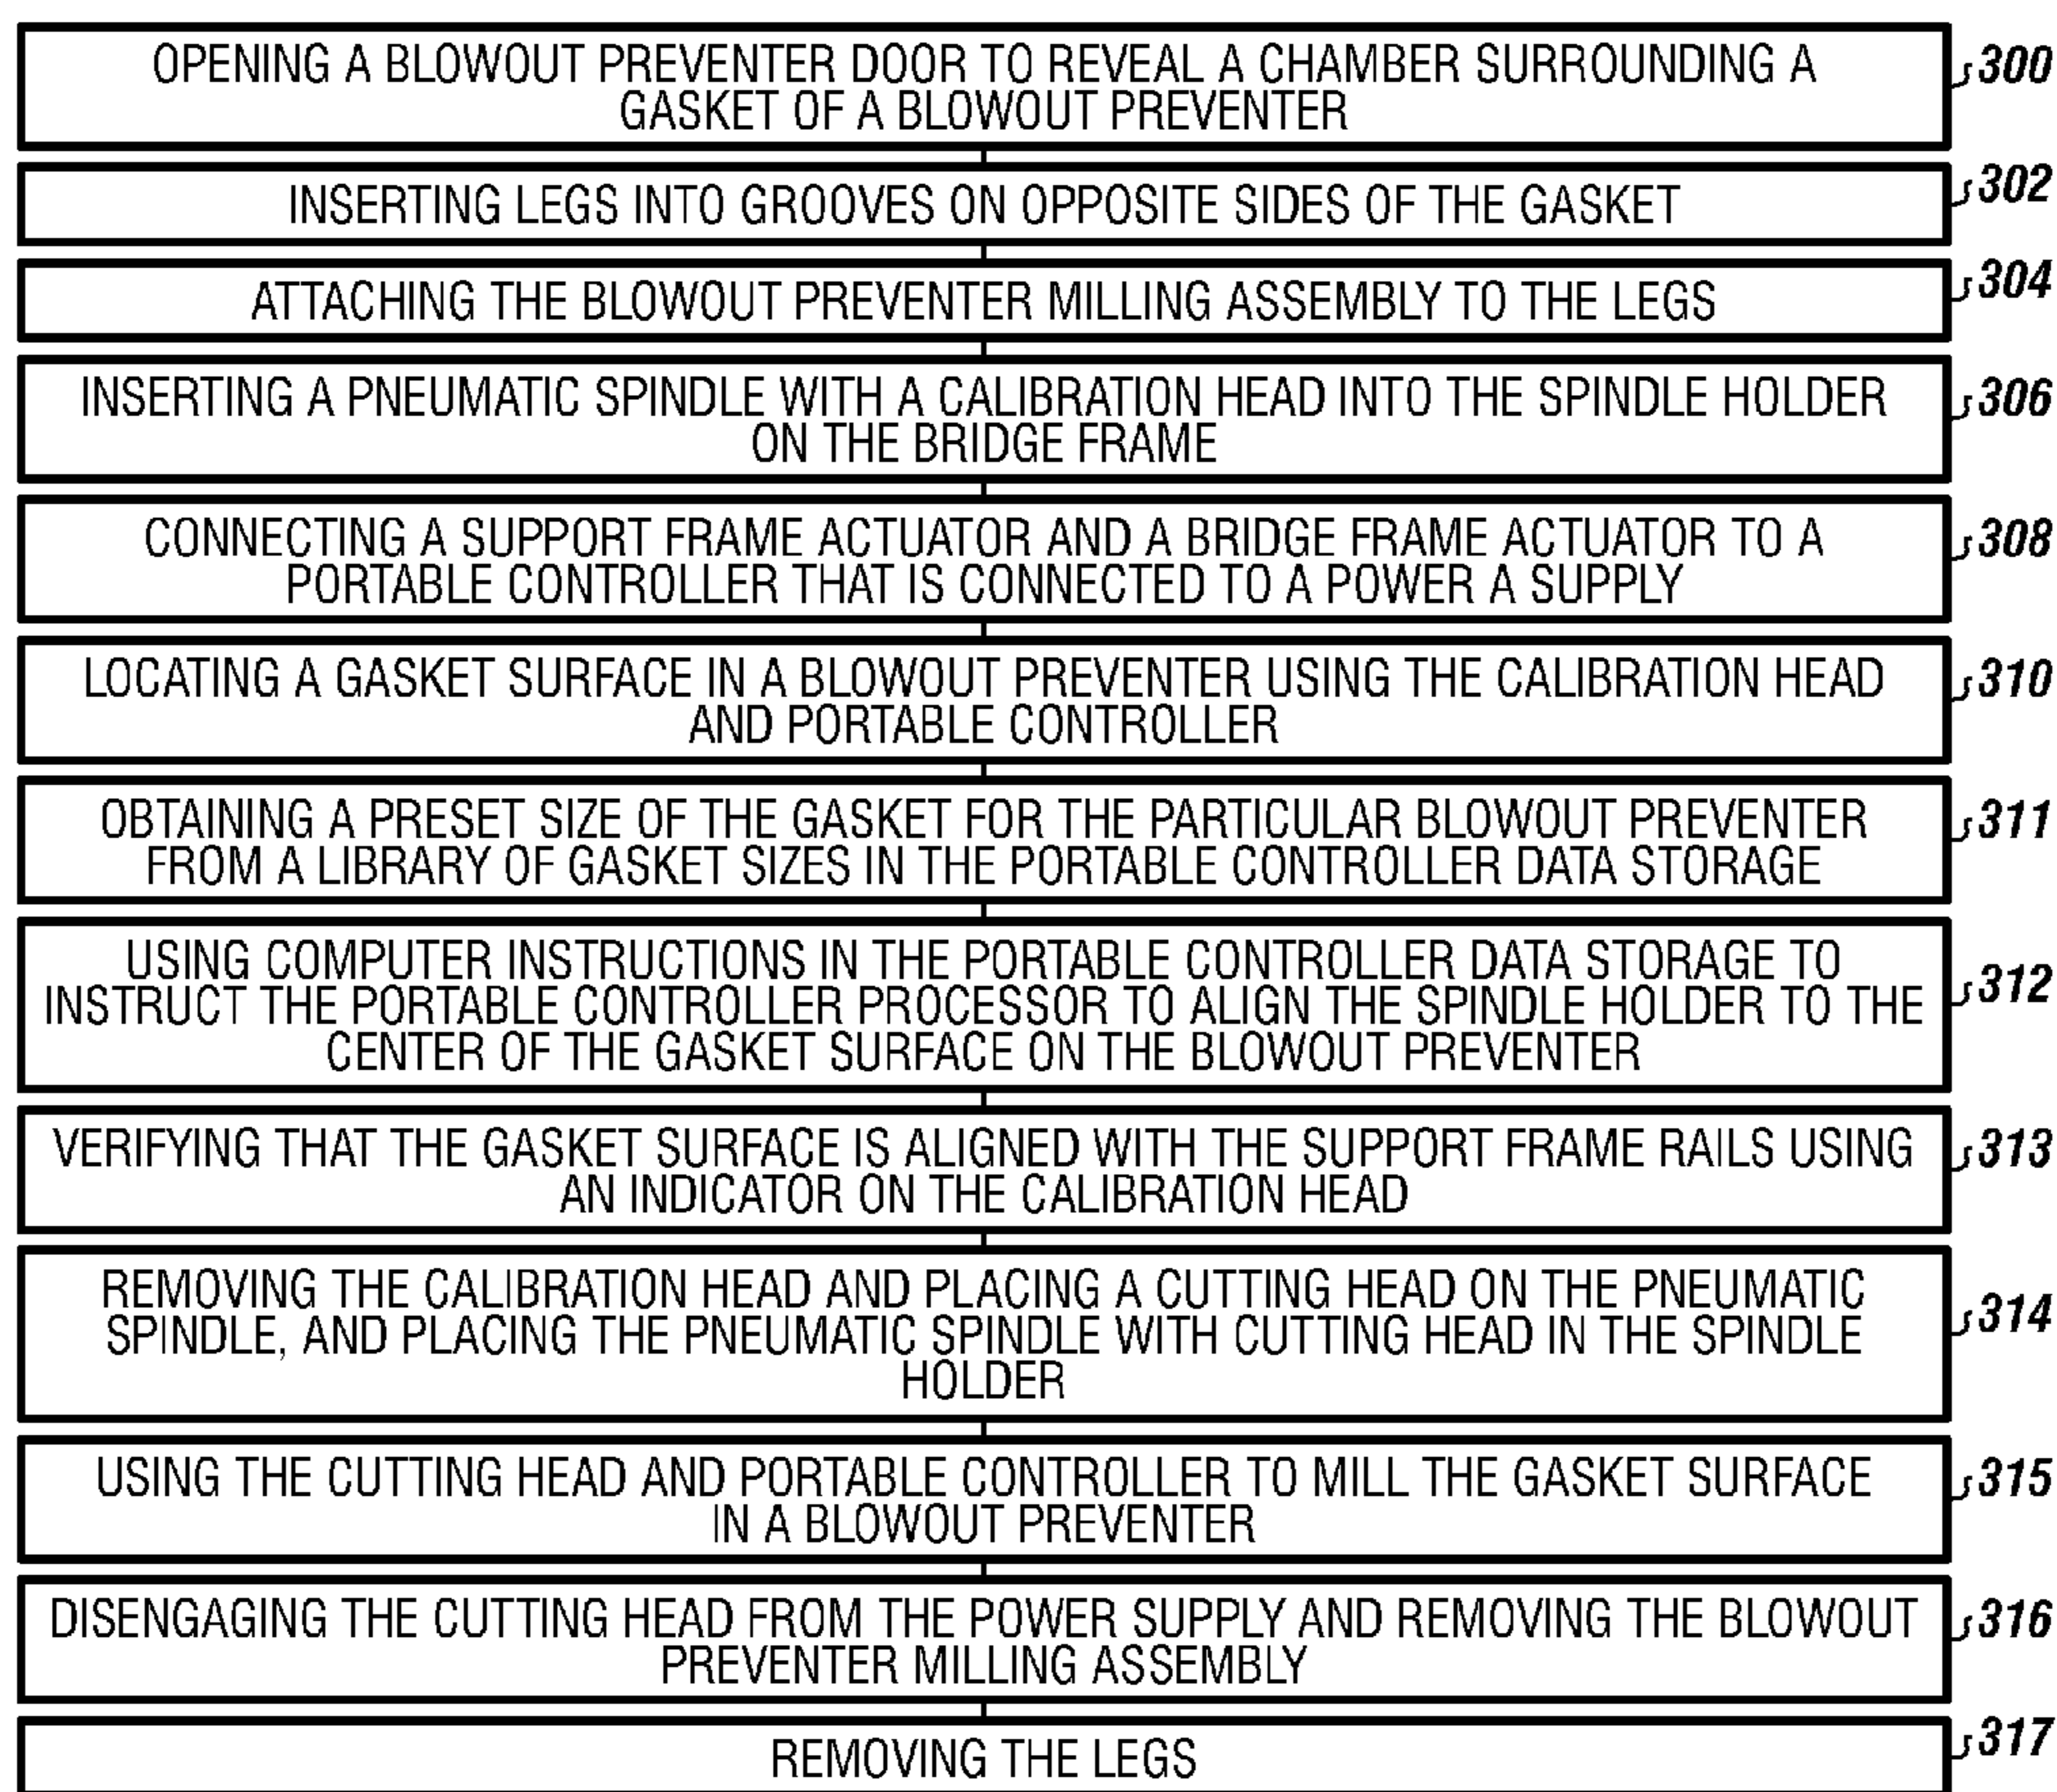 OPENING A BLOWOUT PREVENTER DOOR TO REVEAL A CHAMBER SURROUNDING A
GASKET OF A BLOWOUT PREVENTER
300
INSERTING LEGS INTO GROOVES ON OPPOSITE SIDES OF THE GASKET
302
ATTACHING THE BLOWOUT PREVENTER MILLING ASSEMBLY TO THE LEGS
304
INSERTING A PNEUMATIC SPINDLE WITH A CALIBRATION HEAD INTO THE SPINDLE HOLDER
ON THE BRIDGE FRAME
306
CONNECTING A SUPPORT FRAME ACTUATOR AND A BRIDGE FRAME ACTUATOR TO A
PORTABLE CONTROLLER THAT IS CONNECTED TO A POWER A SUPPLY
308
LOCATING A GASKET SURFACE IN A BLOWOUT PREVENTER USING THE CALIBRATION HEAD
AND PORTABLE CONTROLLER
310
OBTAINING A PRESET SIZE OF THE GASKET FOR THE PARTICULAR BLOWOUT PREVENTER
FROM A LIBRARY OF GASKET SIZES IN THE PORTABLE CONTROLLER DATA STORAGE
311
USING COMPUTER INSTRUCTIONS IN THE PORTABLE CONTROLLER DATA STORAGE TO
INSTRUCT THE PORTABLE CONTROLLER PROCESSOR TO ALIGN THE SPINDLE HOLDER TO THE
CENTER OF THE GASKET SURFACE ON THE BLOWOUT PREVENTER
312
VERIFYING THAT THE GASKET SURFACE IS ALIGNED WITH THE SUPPORT FRAME RAILS USING
AN INDICATOR ON THE CALIBRATION HEAD
313
REMOVING THE CALIBRATION HEAD AND PLACING A CUTTING HEAD ON THE PNEUMATIC
SPINDLE, AND PLACING THE PNEUMATIC SPINDLE WITH CUTTING HEAD IN THE SPINDLE
HOLDER
314
USING THE CUTTING HEAD AND PORTABLE CONTROLLER TO MILL THE GASKET SURFACE
IN A BLOWOUT PREVENTER
315
DISENGAGING THE CUTTING HEAD FROM THE POWER SUPPLY AND REMOVING THE BLOWOUT
PREVENTER MILLING ASSEMBLY
316
REMOVING THE LEGS
317